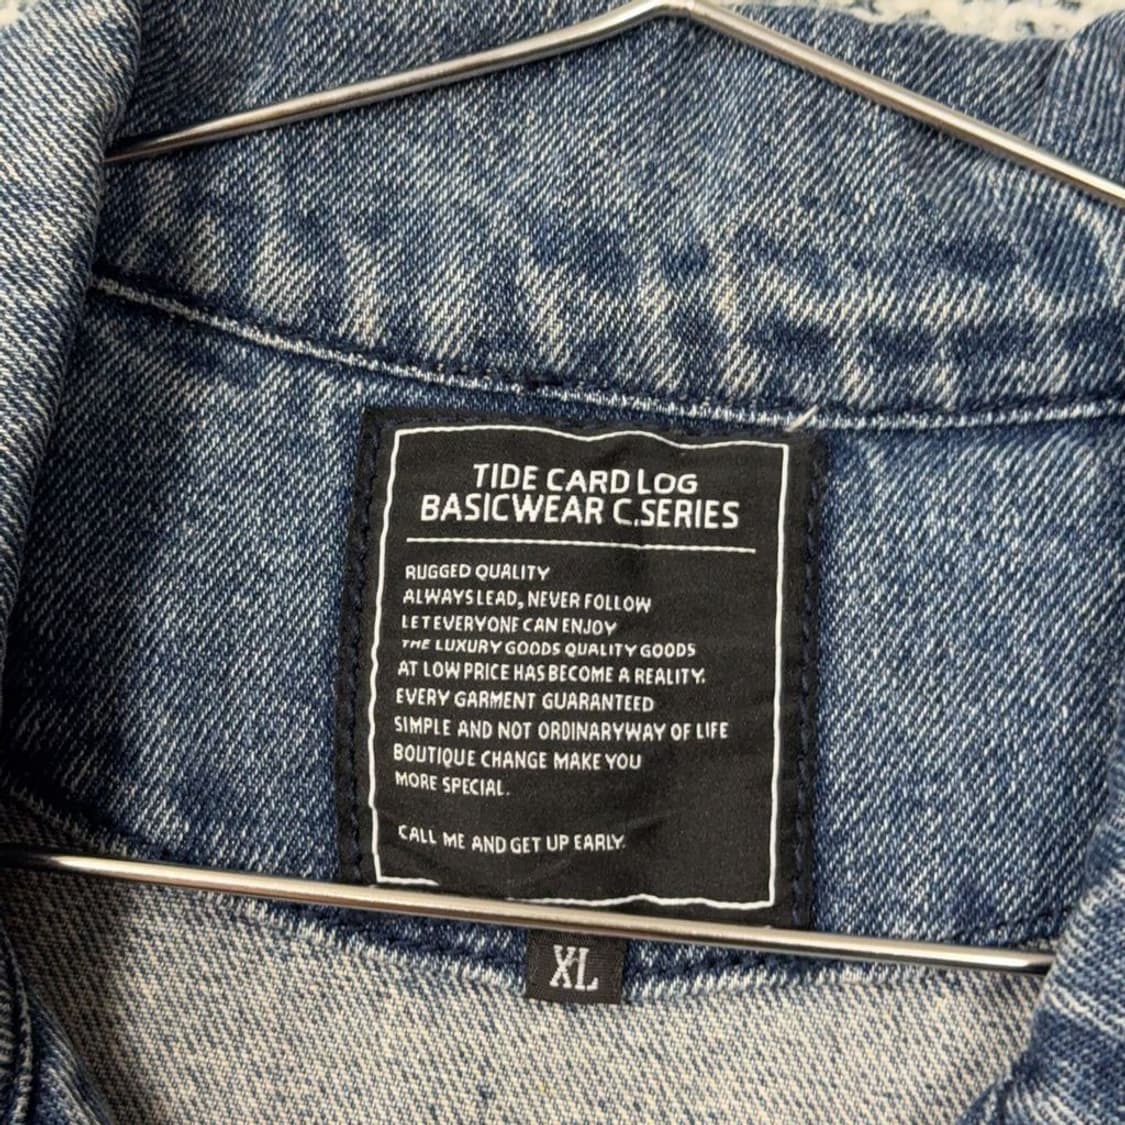 TIDE CARD LOG
BASICWEAR C.SERIES
RUGGED QUALITY
ALWAYS LEAD, NEVER FOLLOW
LET EVERYONE CAN ENJOY
THE LUXURY GOODS QUALITY GOODS
AT LOW PRICE HAS BECOME A REALITY.
EVERY GARMENT GUARANTEED
SIMPLE AND NOT ORDINARYWAY OF LIFE
BOUTIQUE CHANGE MAKE YOU
MORE SPECIAL.
CALL ME AND GET UP EARLY.
XL